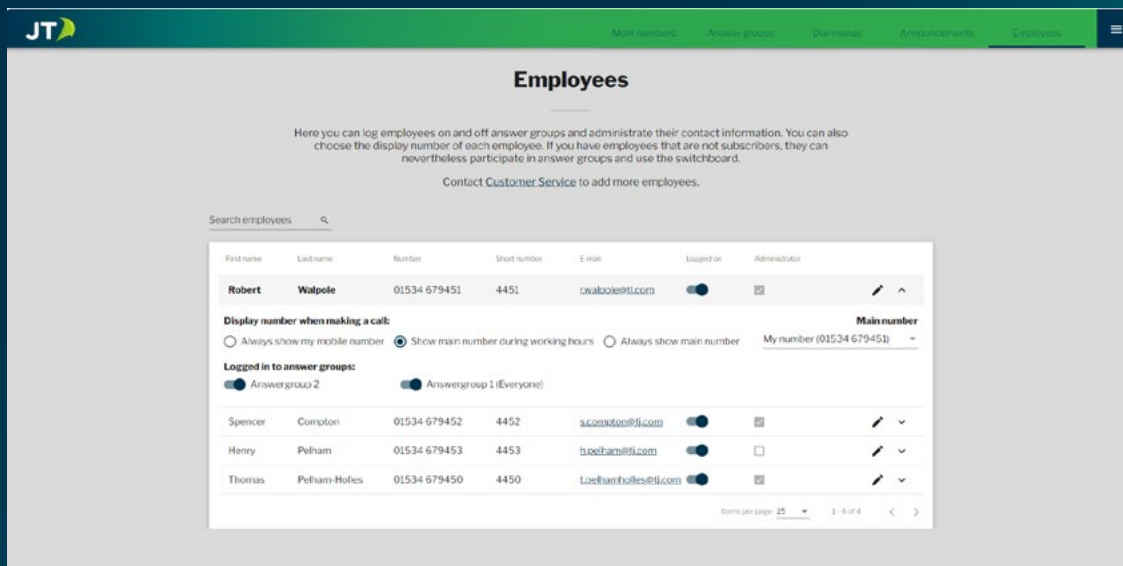 JT
Main numbers Answer groups Dial menus Announcements Employees
Employees
Here you can log employees on and off answer groups and administrate their contact information. You can also
choose the display number of each employee. If you have employees that are not subscribers, they can
nevertheless participate in answer groups and use the switchboard.
Contact Customer Service to add more employees.
Search employees
First name Last name Number Short number E-mail Logged on Administrator
Robert Walpole 01534 679451 4451 r.walpole@tj.com
Display number when making a call: Main number
Always show my mobile number Show main number during working hours Always show main number My number (01534 679451)
Logged in to answer groups:
Answergroup 2 Answergroup 1 (Everyone)
Spencer Compton 01534 679452 4452 s.compton@tj.com
Henry Pelham 01534 679453 4453 h.pelham@tj.com
Thomas Pelham-Holles 01534 679450 4450 t.pelhamholles@tj.com
Items per page: 25 1 - 4 of 4